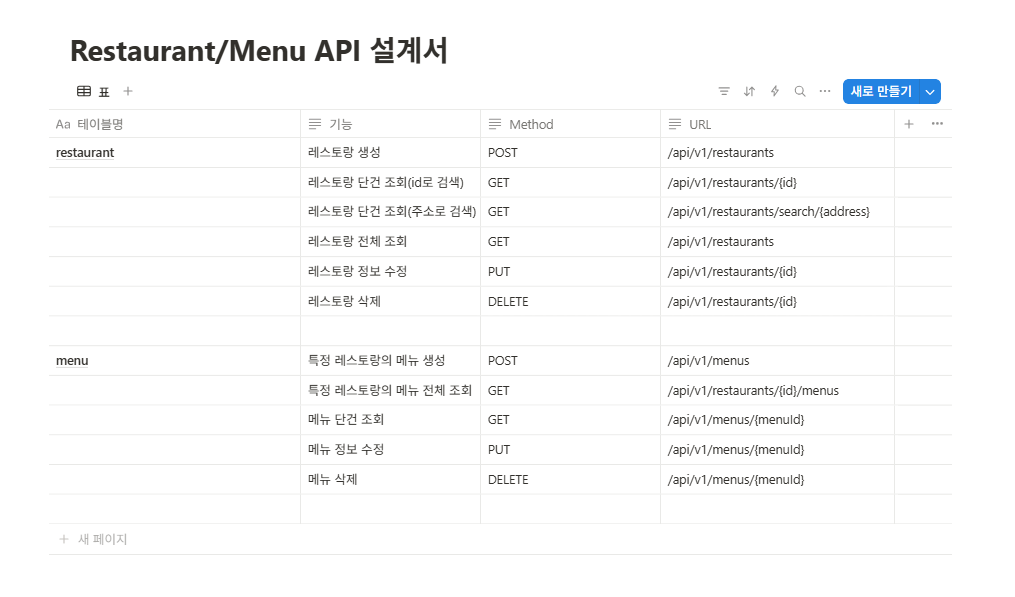 Restaurant/Menu API 설계서
표
새로 만들기
Aa 테이블명 기능 Method URL
restaurant 레스토랑 생성 POST /api/v1/restaurants
레스토랑 단건 조회(id로 검색) GET /api/v1/restaurants/{id}
레스토랑 단건 조회(주소로 검색) GET /api/v1/restaurants/search/{address}
레스토랑 전체 조회 GET /api/v1/restaurants
레스토랑 정보 수정 PUT /api/v1/restaurants/{id}
레스토랑 삭제 DELETE /api/v1/restaurants/{id}
menu 특정 레스토랑의 메뉴 생성 POST /api/v1/menus
특정 레스토랑의 메뉴 전체 조회 GET /api/v1/restaurants/{id}/menus
메뉴 단건 조회 GET /api/v1/menus/{menuId}
메뉴 정보 수정 PUT /api/v1/menus/{menuId}
메뉴 삭제 DELETE /api/v1/menus/{menuId}
+ 새 페이지